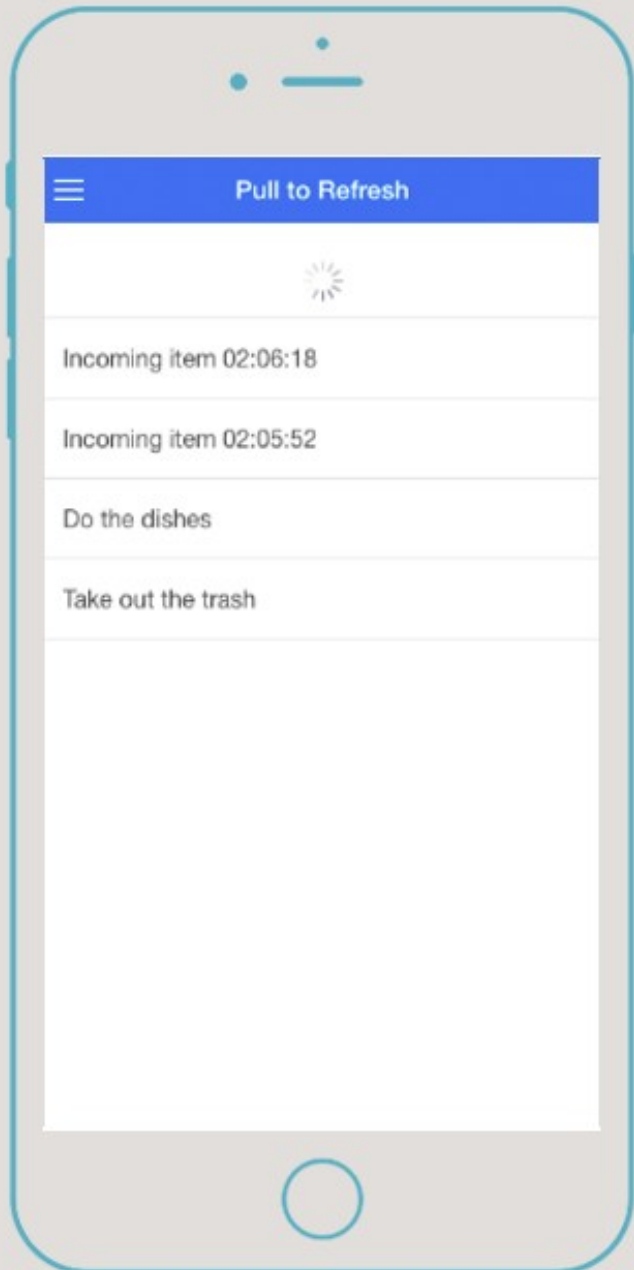 Pull to Refresh
Incoming item 02:06:18
Incoming item 02:05:52
Do the dishes
Take out the trash